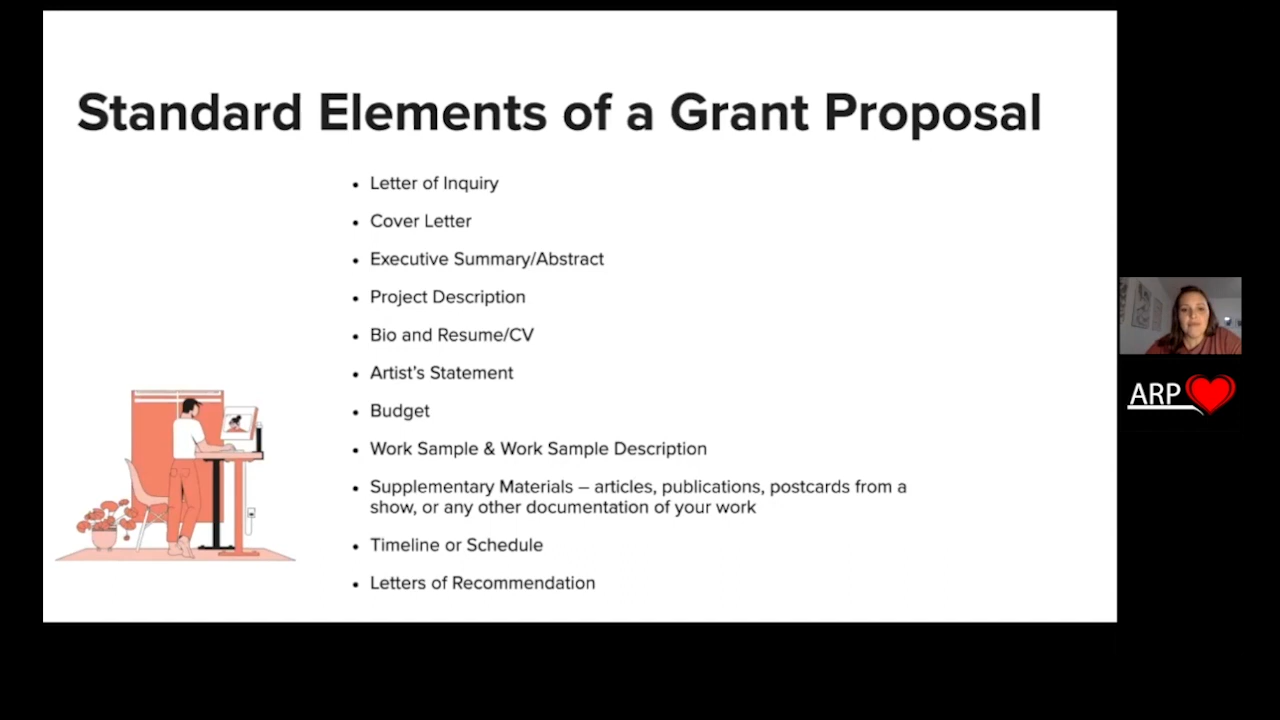 Standard Elements of a Grant Proposal
• Letter of Inquiry
• Cover Letter
• Executive Summary/Abstract
• Project Description
• Bio and Resume/CV
• Artist's Statement
• Budget
• Work Sample & Work Sample Description
• Supplementary Materials – articles, publications, postcards from a
show, or any other documentation of your work
• Timeline or Schedule
• Letters of Recommendation
ARP